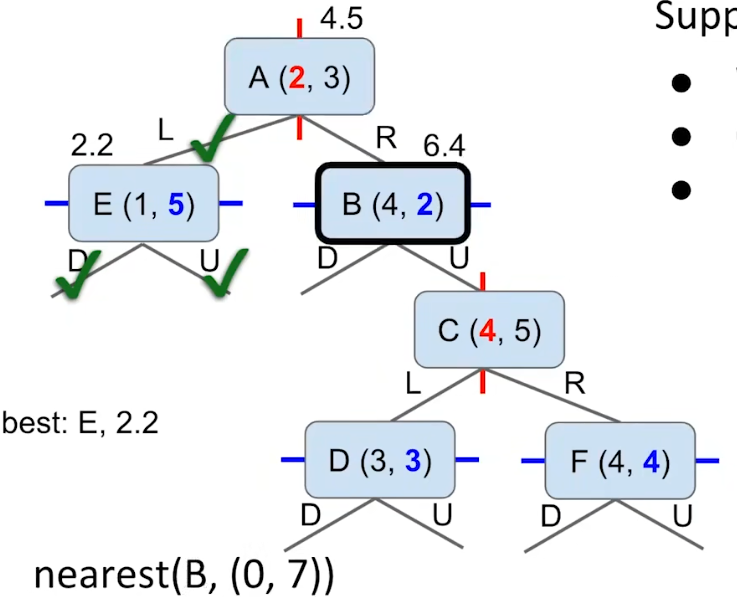 4.5
Supp
A (2, 3)
L
R
2.2
6.4
E (1, 5)
B (4, 2)
D
U
D
U
C (4, 5)
L
R
best: E, 2.2
D (3, 3)
F (4, 4)
D
U
D
U
nearest(B, (0, 7))